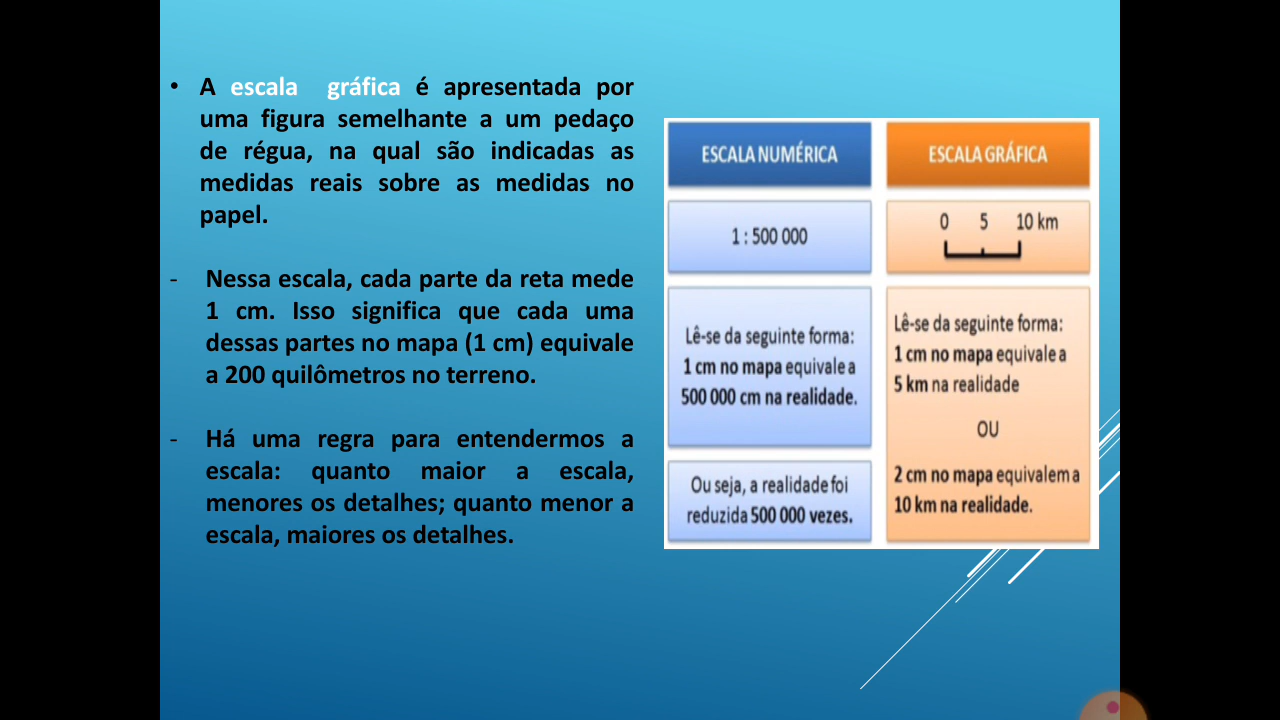 • A escala gráfica é apresentada por
uma figura semelhante a um pedaço
de régua, na qual são indicadas as
medidas reais sobre as medidas no
papel.
- Nessa escala, cada parte da reta mede
1 cm. Isso significa que cada uma
dessas partes no mapa (1 cm) equivale
a 200 quilômetros no terreno.
- Há uma regra para entendermos a
escala: quanto maior a escala,
menores os detalhes; quanto menor a
escala, maiores os detalhes.
ESCALA NUMÉRICA
1 : 500 000
Lê-se da seguinte forma:
1 cm no mapa equivale a
500 000 cm na realidade.
Ou seja, a realidade foi
reduzida 500 000 vezes.
ESCALA GRÁFICA
0 5 10 km
Lê-se da seguinte forma:
1 cm no mapa equivale a
5 km na realidade
OU
2 cm no mapa equivalem a
10 km na realidade.